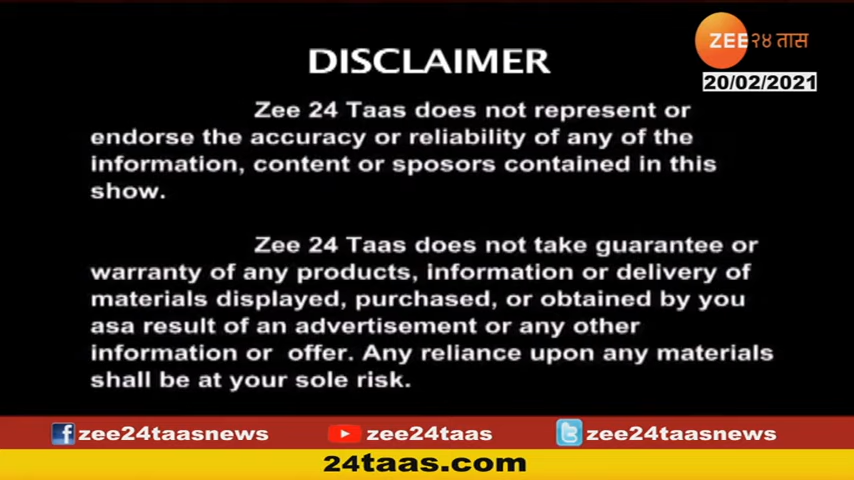 ZEE २४ तास
20/02/2021
DISCLAIMER
Zee 24 Taas does not represent or
endorse the accuracy or reliability of any of the
information, content or sposors contained in this
show.
Zee 24 Taas does not take guarantee or
warranty of any products, information or delivery of
materials displayed, purchased, or obtained by you
asa result of an advertisement or any other
information or offer. Any reliance upon any materials
shall be at your sole risk.
zee24taasnews zee24taas zee24taasnews
24taas.com